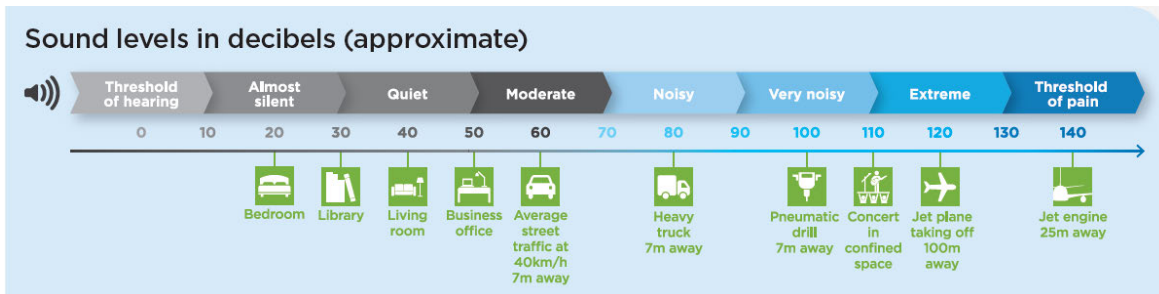 Sound levels in decibels (approximate)
Threshold of hearing
Almost silent
Quiet
Moderate
Noisy
Very noisy
Extreme
Threshold of pain
0 10 20 30 40 50 60 70 80 90 100 110 120 130 140
Bedroom
Library
Living
room
Business
office
Average
street
traffic at
40km/h
7m away
Heavy
truck
7m away
Pneumatic
drill
7m away
Concert
in
confined
space
Jet plane
taking off
100m
away
Jet engine
25m away